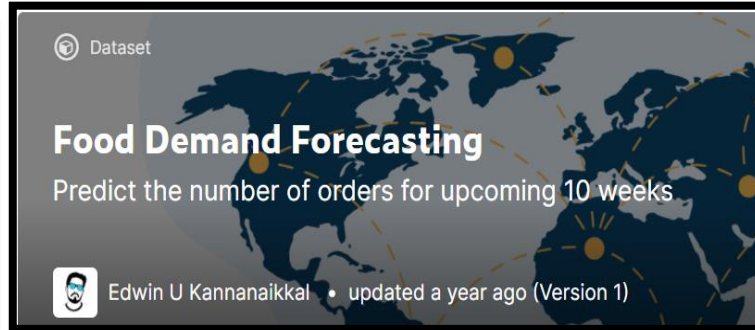 Dataset
Food Demand Forecasting
Predict the number of orders for upcoming 10 weeks
Edwin U Kannanaikkal • updated a year ago (Version 1)